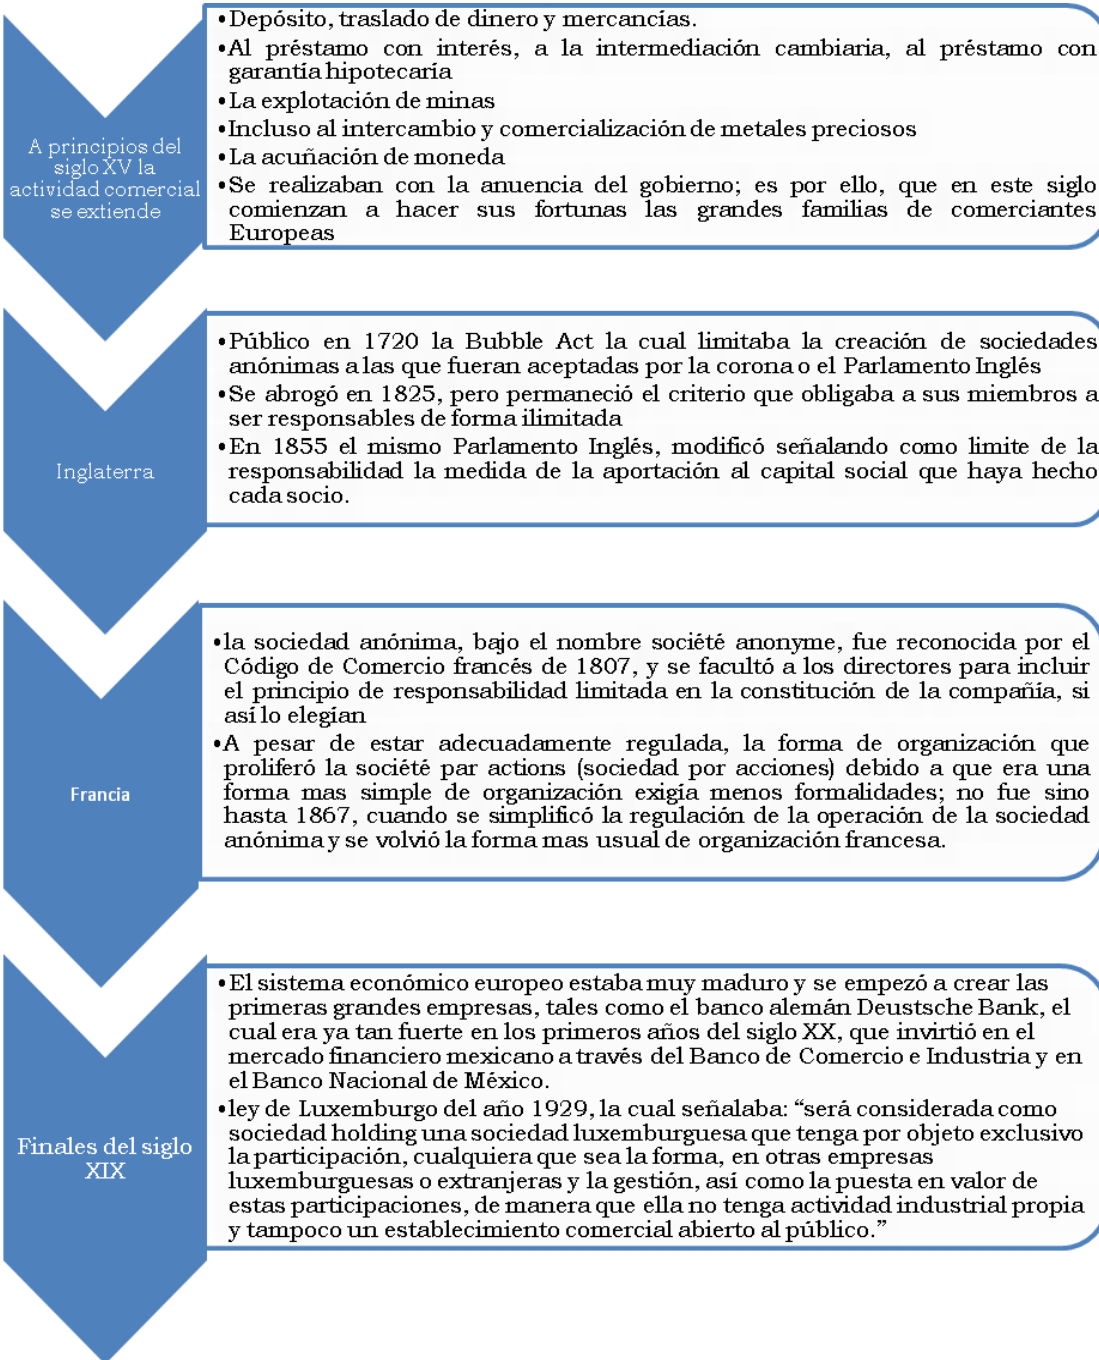 A principios del
siglo XV la
actividad comercial
se extiende
•Depósito, traslado de dinero y mercancías.
•Al préstamo con interés, a la intermediación cambiaria, al préstamo con
garantía hipotecaría
•La explotación de minas
•Incluso al intercambio y comercialización de metales preciosos
•La acuñación de moneda
•Se realizaban con la anuencia del gobierno; es por ello, que en este siglo
comienzan a hacer sus fortunas las grandes familias de comerciantes
Europeas
Inglaterra
•Público en 1720 la Bubble Act la cual limitaba la creación de sociedades
anónimas a las que fueran aceptadas por la corona o el Parlamento Inglés
•Se abrogó en 1825, pero permaneció el criterio que obligaba a sus miembros a
ser responsables de forma ilimitada
•En 1855 el mismo Parlamento Inglés, modificó señalando como limite de la
responsabilidad la medida de la aportación al capital social que haya hecho
cada socio.
Francia
•la sociedad anónima, bajo el nombre société anonyme, fue reconocida por el
Código de Comercio francés de 1807, y se facultó a los directores para incluir
el principio de responsabilidad limitada en la constitución de la compañía, si
así lo elegían
•A pesar de estar adecuadamente regulada, la forma de organización que
proliferó la société par actions (sociedad por acciones) debido a que era una
forma mas simple de organización exigía menos formalidades; no fue sino
hasta 1867, cuando se simplificó la regulación de la operación de la sociedad
anónima y se volvió la forma mas usual de organización francesa.
Finales del siglo
XIX
•El sistema económico europeo estaba muy maduro y se empezó a crear las
primeras grandes empresas, tales como el banco alemán Deustsche Bank, el
cual era ya tan fuerte en los primeros años del siglo XX, que invirtió en el
mercado financiero mexicano a través del Banco de Comercio e Industria y en
el Banco Nacional de México.
•ley de Luxemburgo del año 1929, la cual señalaba: “será considerada como
sociedad holding una sociedad luxemburguesa que tenga por objeto exclusivo
la participación, cualquiera que sea la forma, en otras empresas
luxemburguesas o extranjeras y la gestión, así como la puesta en valor de
estas participaciones, de manera que ella no tenga actividad industrial propia
y tampoco un establecimiento comercial abierto al público.”